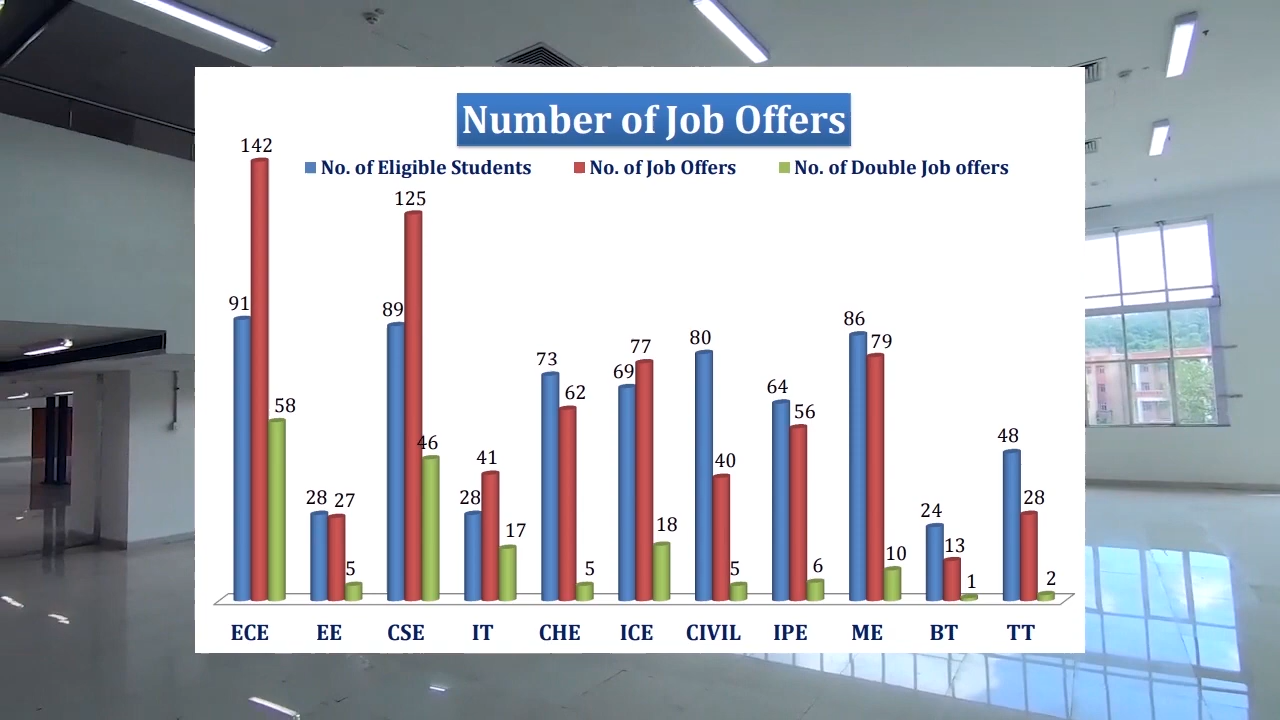 Number of Job Offers
No. of Eligible Students No. of Job Offers No. of Double Job offers
91 142 58
28 27 5
89 125 46
28 41 17
73 62 5
69 77 18
80 40 5
64 56 6
86 79 10
24 13 1
48 28 2
ECE EE CSE IT CHE ICE CIVIL IPE ME BT TT